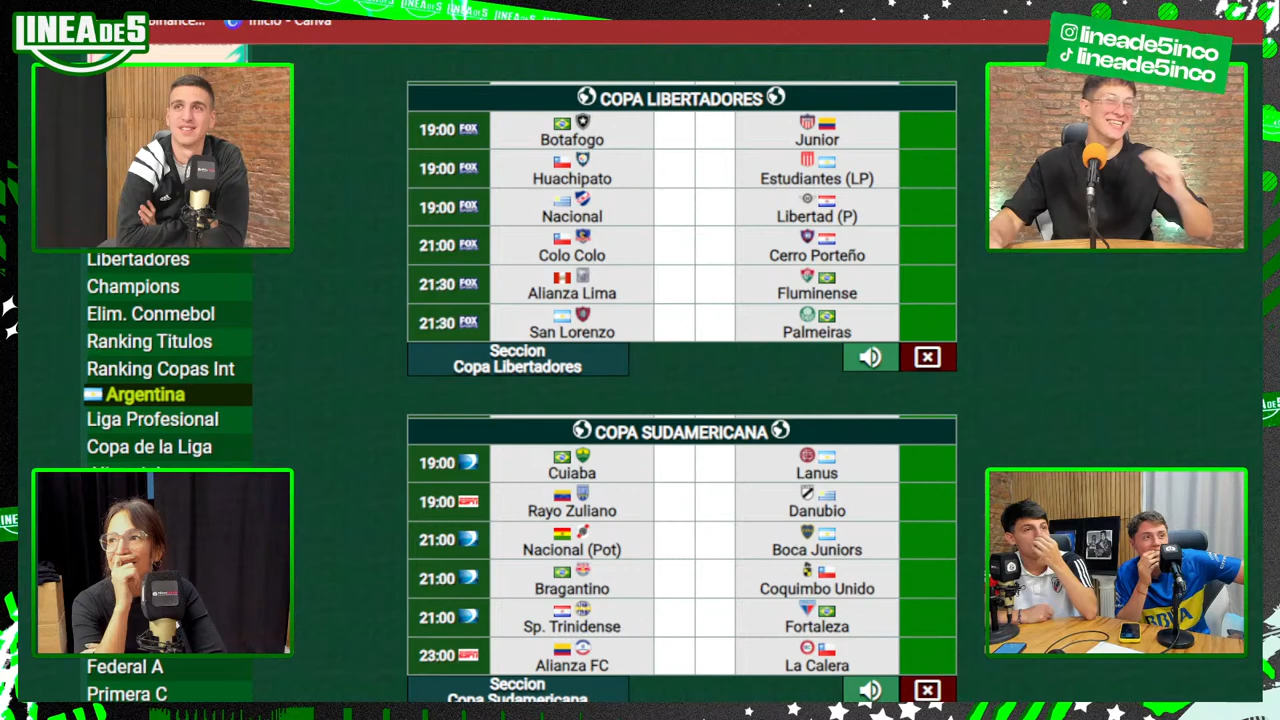 LINEA DE 5
Inicio - Canva
lineade5inco
lineade5inco
COPA LIBERTADORES
19:00 FOX Botafogo Junior
19:00 FOX Huachipato Estudiantes (LP)
19:00 FOX Nacional Libertad (P)
21:00 FOX Colo Colo Cerro Porteño
21:30 FOX Alianza Lima Fluminense
21:30 FOX San Lorenzo Palmeiras
Seccion
Copa Libertadores
Libertadores
Champions
Elim. Conmebol
Ranking Titulos
Ranking Copas Int
Argentina
Liga Profesional
Copa de la Liga
Federal A
Primera C
COPA SUDAMERICANA
19:00 Cuiaba Lanus
19:00 ESPN Rayo Zuliano Danubio
21:00 Nacional (Pot) Boca Juniors
21:00 Bragantino Coquimbo Unido
21:00 Sp. Trinidense Fortaleza
23:00 ESPN Alianza FC La Calera
Seccion
Copa Sudamericana